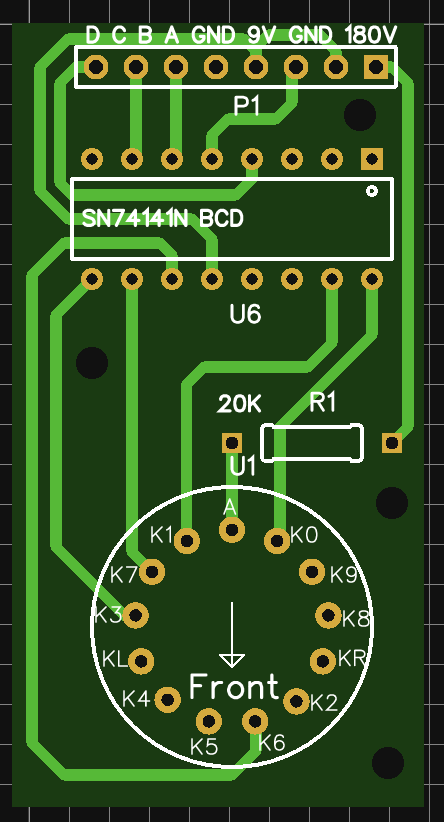 D C B A GND 9V GND 180V
P1
SN74141N BCD
U6
20K R1
U1
A
K1 K0
K7 K9
K3 K8
KL KR
Front
K4 K2
K5 K6